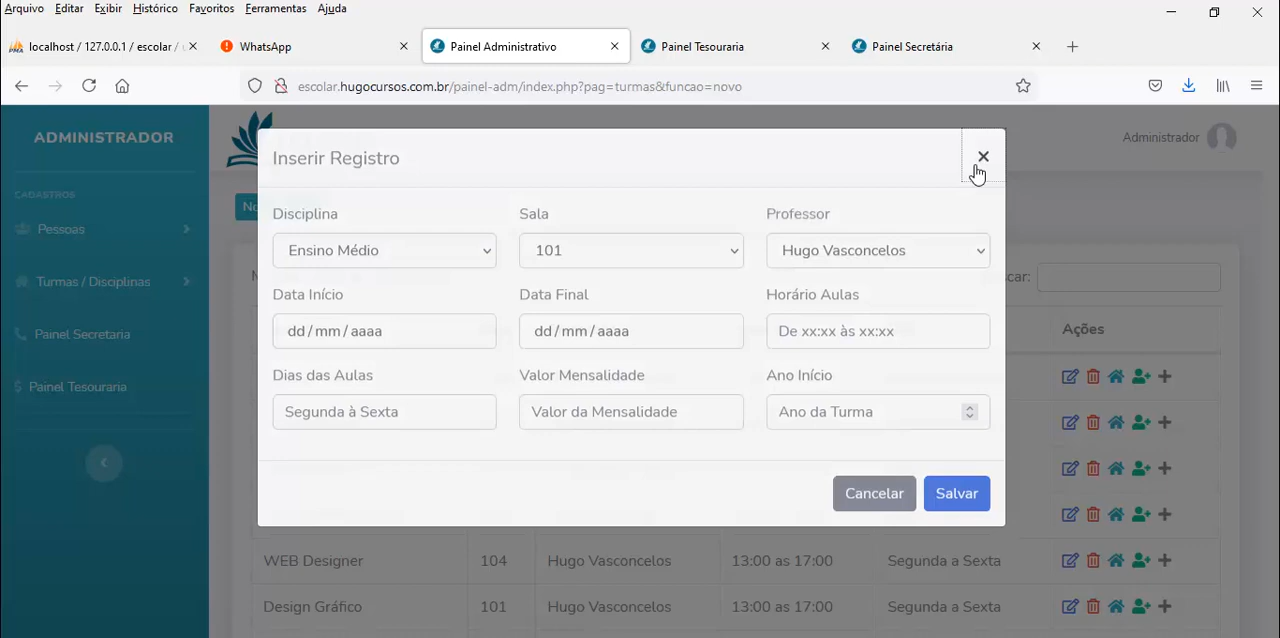 Arquivo Editar Exibir Histórico Favoritos Ferramentas Ajuda
localhost / 127.0.0.1 / escolar / WhatsApp Painel Administrativo Painel Tesouraria Painel Secretária
escolar.hugocursos.com.br/painel-adm/index.php?pag=turmas&funcao=novo
ADMINISTRADOR
Administrador
Inserir Registro
CADASTROS
Pessoas
Turmas / Disciplinas
Painel Secretaria
Painel Tesouraria
Disciplina Sala Professor
Ensino Médio 101 Hugo Vasconcelos
Data Início Data Final Horário Aulas
dd / mm / aaaa dd / mm / aaaa De xx:xx às xx:xx
Dias das Aulas Valor Mensalidade Ano Início
Segunda à Sexta Valor da Mensalidade Ano da Turma
Cancelar Salvar
Ações
WEB Designer 104 Hugo Vasconcelos 13:00 as 17:00 Segunda a Sexta
Design Gráfico 101 Hugo Vasconcelos 13:00 as 17:00 Segunda a Sexta